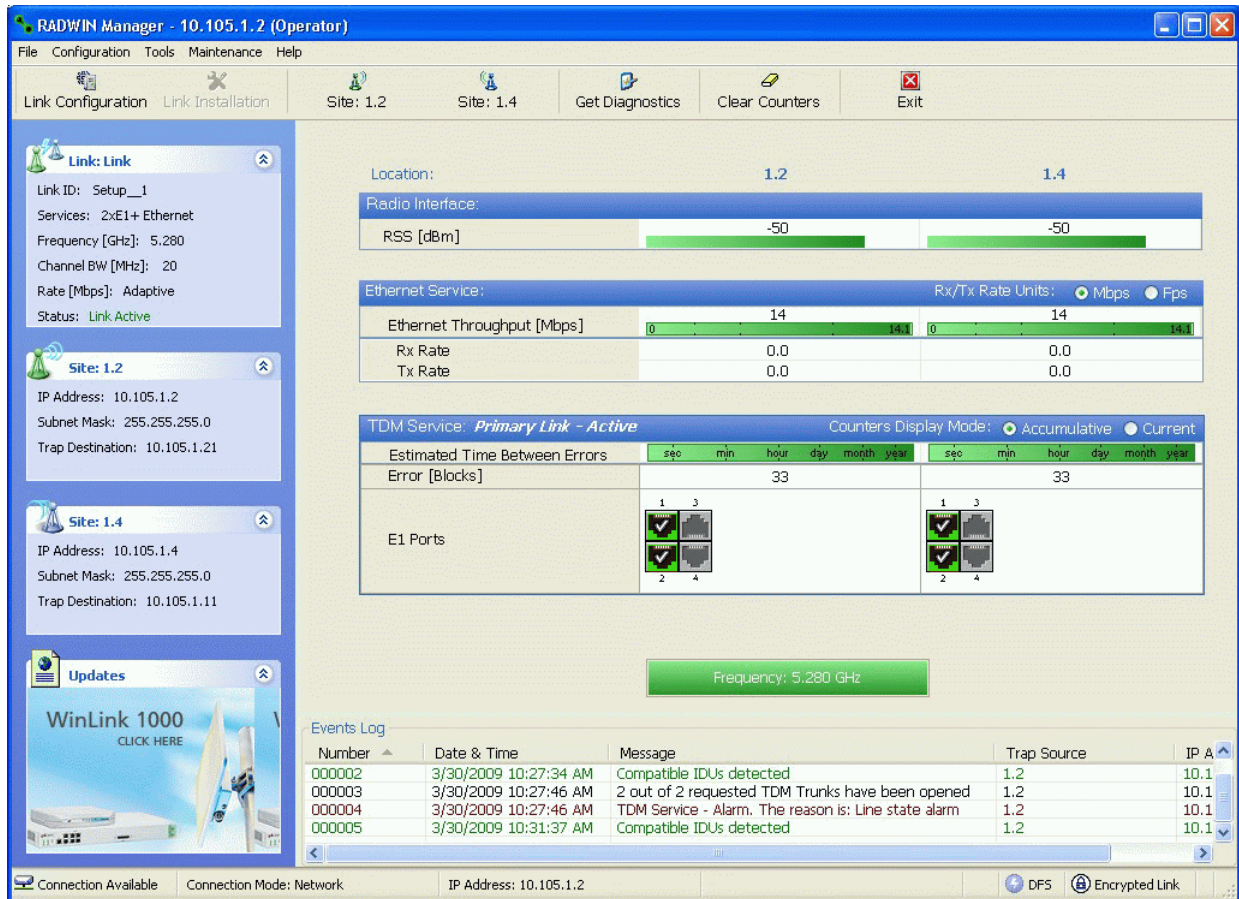 RADWIN Manager - 10.105.1.2 (Operator)
File Configuration Tools Maintenance Help
Link Configuration Link Installation Site: 1.2 Site: 1.4 Get Diagnostics Clear Counters Exit
Link: Link
Link ID: Setup__1
Services: 2xE1+ Ethernet
Frequency [GHz]: 5.280
Channel BW [MHz]: 20
Rate [Mbps]: Adaptive
Status: Link Active
Site: 1.2
IP Address: 10.105.1.2
Subnet Mask: 255.255.255.0
Trap Destination: 10.105.1.21
Site: 1.4
IP Address: 10.105.1.4
Subnet Mask: 255.255.255.0
Trap Destination: 10.105.1.11
Updates
WinLink 1000
CLICK HERE
Location: 1.2 1.4
Radio Interface:
RSS [dBm] -50 -50
Ethernet Service: Rx/Tx Rate Units: Mbps Fps
Ethernet Throughput [Mbps] 14 14
0 14.1 0 14.1
Rx Rate 0.0 0.0
Tx Rate 0.0 0.0
TDM Service: Primary Link - Active Counters Display Mode: Accumulative Current
Estimated Time Between Errors sec min hour day month year sec min hour day month year
Error [Blocks] 33 33
1 3 1 3
E1 Ports
2 4 2 4
Frequency: 5.280 GHz
Events Log
Number Date & Time Message Trap Source IP A
000002 3/30/2009 10:27:34 AM Compatible IDUs detected 1.2 10.1
000003 3/30/2009 10:27:46 AM 2 out of 2 requested TDM Trunks have been opened 1.2 10.1
000004 3/30/2009 10:27:46 AM TDM Service - Alarm. The reason is: Line state alarm 1.2 10.1
000005 3/30/2009 10:31:37 AM Compatible IDUs detected 1.2 10.1
Connection Available Connection Mode: Network IP Address: 10.105.1.2 DFS Encrypted Link